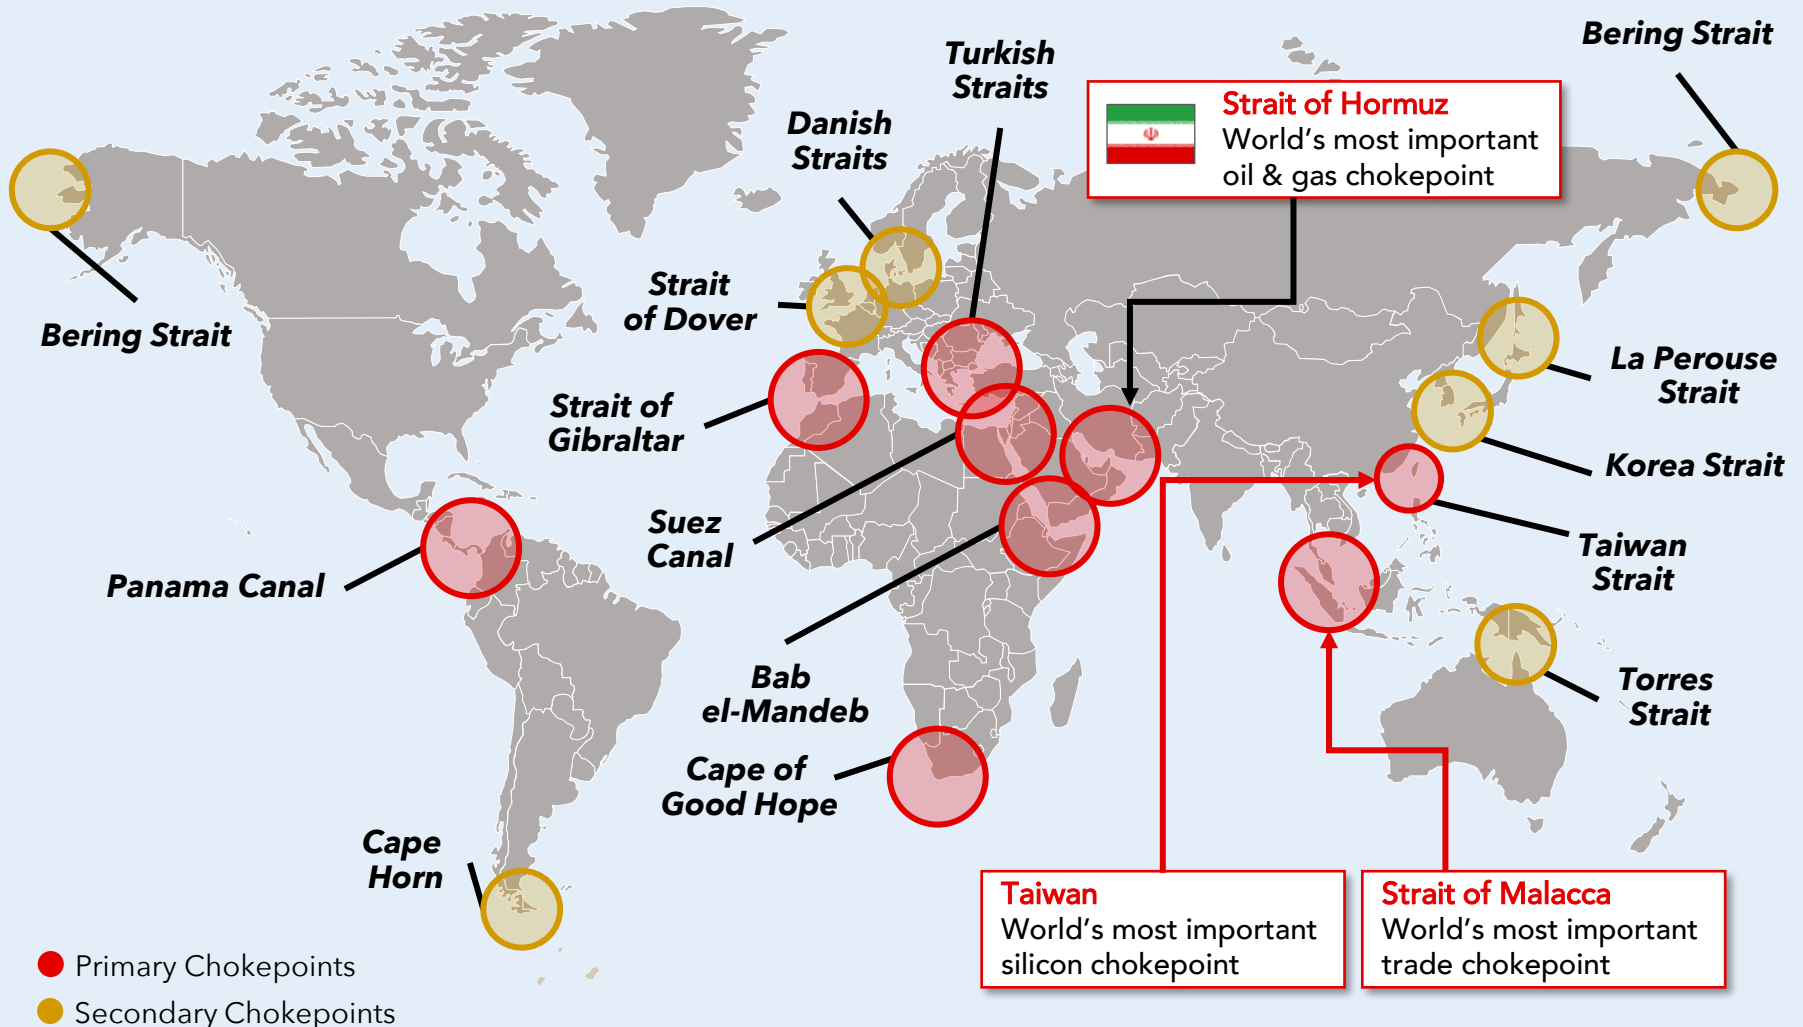 Bering Strait
Turkish
Straits
Strait of Hormuz
World's most important
oil & gas chokepoint
Danish
Straits
Strait
of Dover
Bering Strait
La Perouse
Strait
Strait of
Gibraltar
Korea Strait
Suez
Canal
Taiwan
Strait
Panama Canal
Bab
el-Mandeb
Torres
Strait
Cape of
Good Hope
Cape
Horn
Taiwan
World's most important
silicon chokepoint
Strait of Malacca
World's most important
trade chokepoint
Primary Chokepoints
Secondary Chokepoints